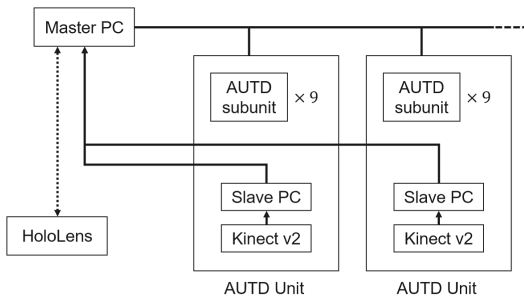 Master PC
AUTD
subunit
× 9
AUTD
subunit
× 9
Slave PC
Slave PC
HoloLens
Kinect v2
Kinect v2
AUTD Unit
AUTD Unit